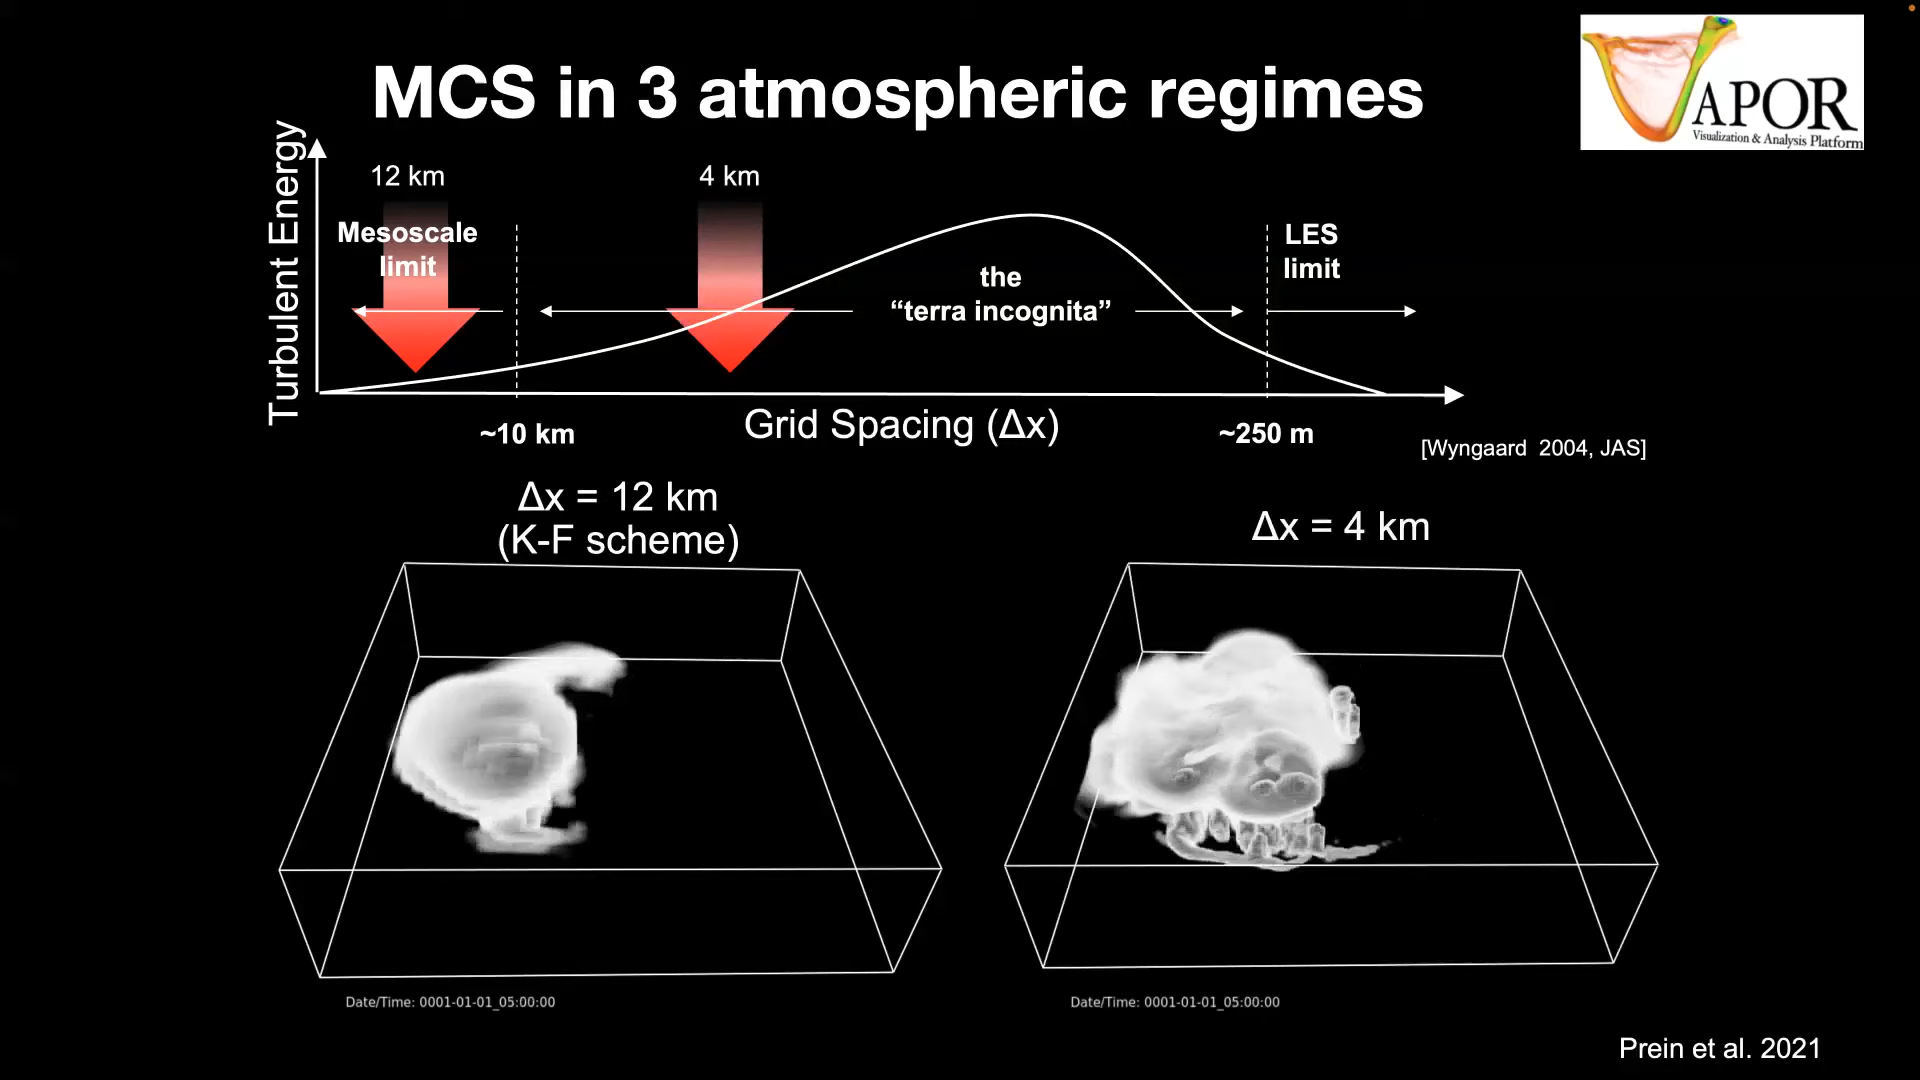 MCS in 3 atmospheric regimes
VAPOR
Visualization & Analysis Platform
Turbulent Energy
12 km
4 km
Mesoscale
limit
the
“terra incognita”
LES
limit
~10 km
Grid Spacing (Δx)
~250 m
[Wyngaard 2004, JAS]
Δx = 12 km
(K-F scheme)
Δx = 4 km
Date/Time: 0001-01-01_05:00:00
Date/Time: 0001-01-01_05:00:00
Prein et al. 2021